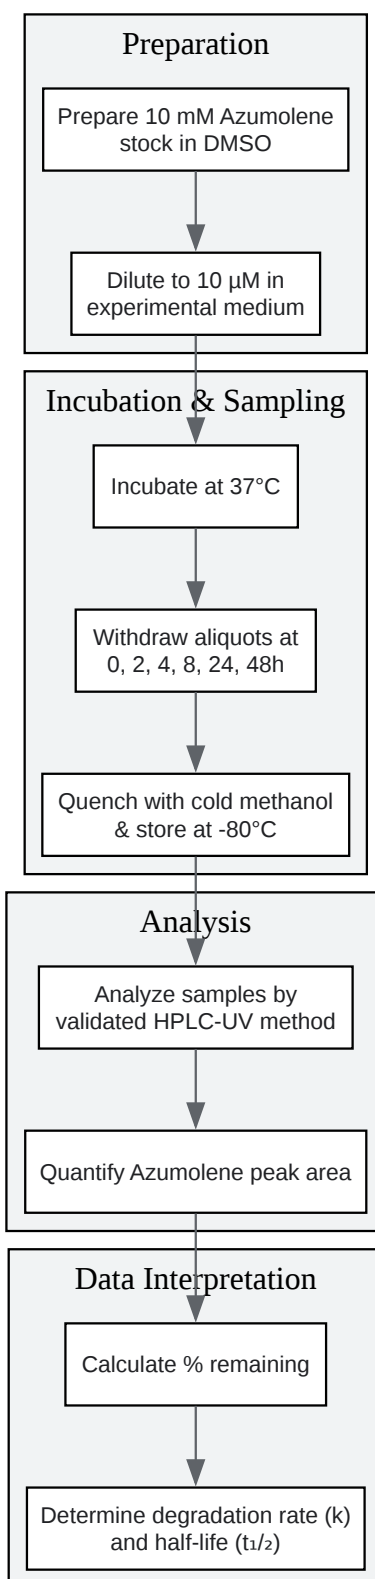 Preparation
Prepare 10 mM Azumolene
stock in DMSO
Dilute to 10 µM in
experimental medium
Incubation & Sampling
Incubate at 37°C
Withdraw aliquots at
0, 2, 4, 8, 24, 48h
Quench with cold methanol
& store at -80°C
Analysis
Analyze samples by
validated HPLC-UV method
Quantify Azumolene peak area
Data Interpretation
Calculate % remaining
Determine degradation rate (k)
and half-life (t₁/₂)